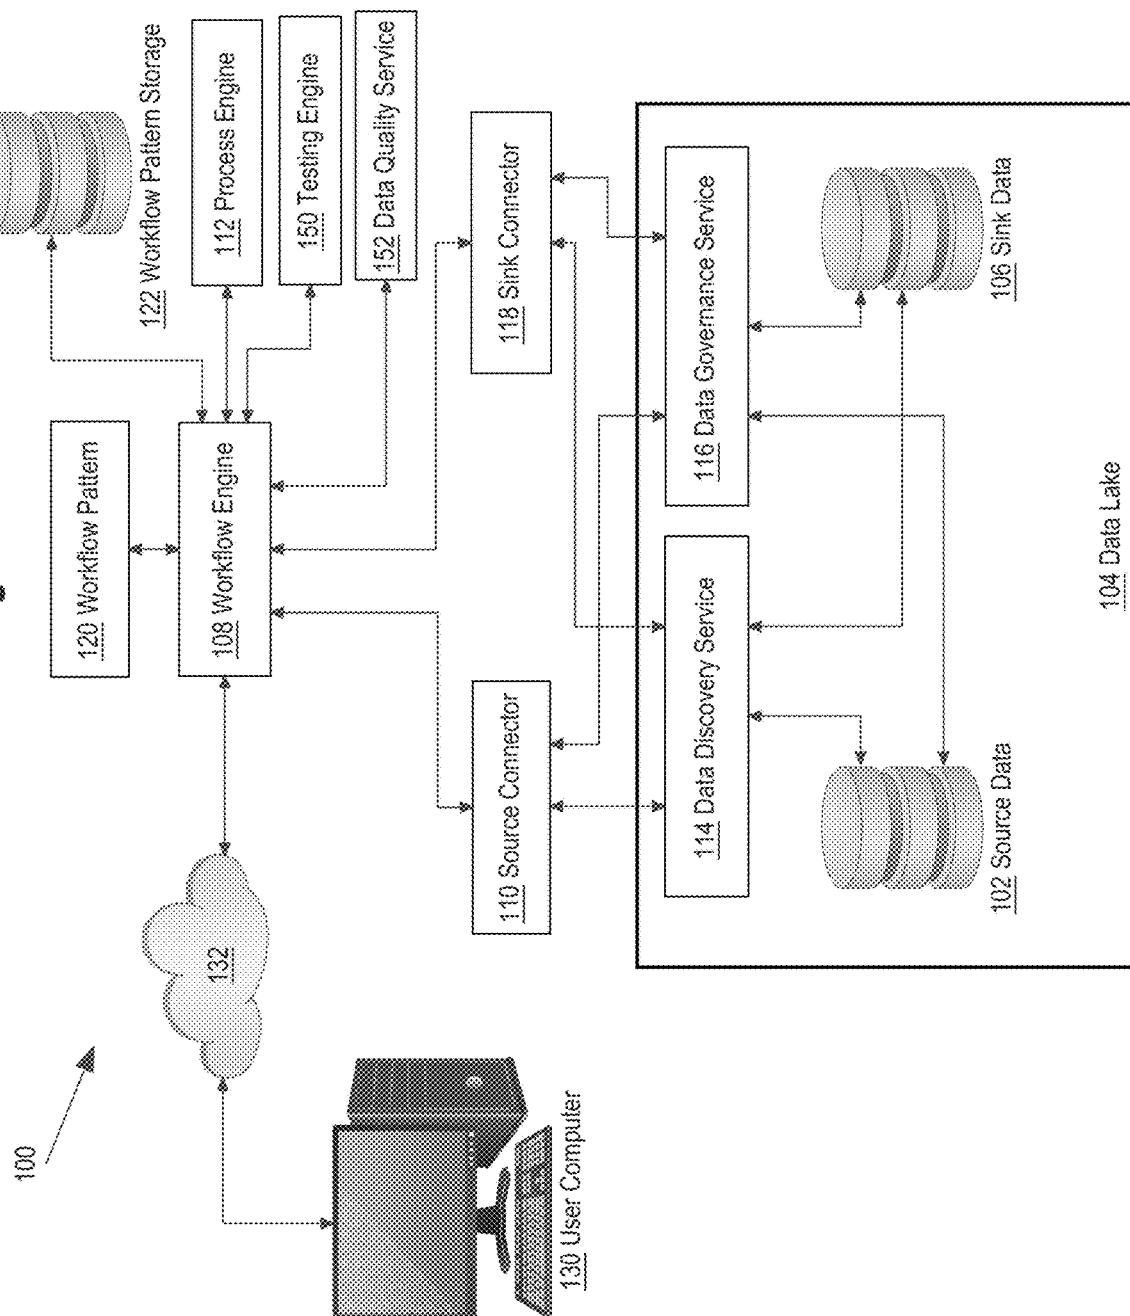 100
132
130 User Computer
120 Workflow Pattern
108 Workflow Engine
122 Workflow Pattern Storage
112 Process Engine
150 Testing Engine
152 Data Quality Service
110 Source Connector
118 Sink Connector
114 Data Discovery Service
116 Data Governance Service
102 Source Data
106 Sink Data
104 Data Lake